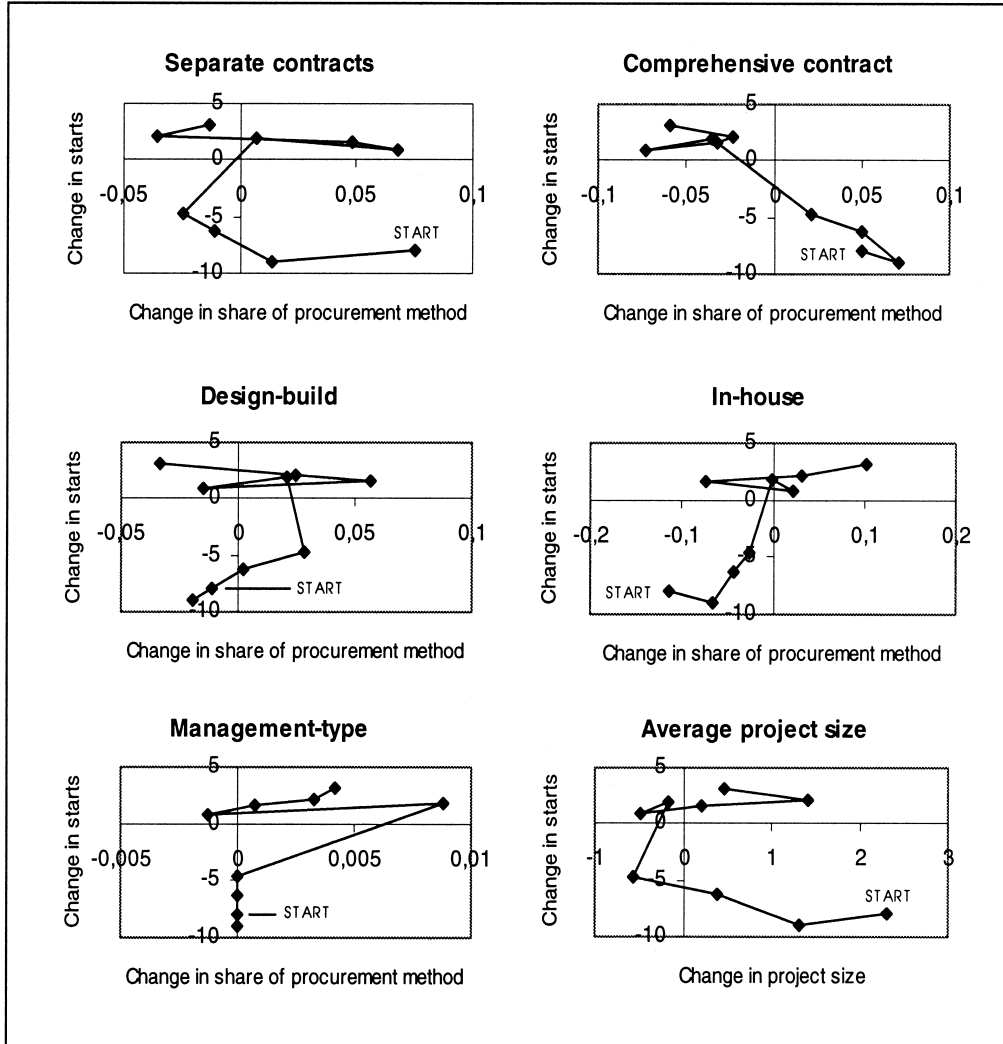 Separate contracts
Change in starts
5
0
-5
-10
-0,05
0
0,05
0,1
START
Change in share of procurement method
Comprehensive contract
Change in starts
5
0
-5
-10
-0,1
-0,05
0
0,05
0,1
START
Change in share of procurement method
Design-build
Change in starts
5
0
-5
-10
-0,05
0
0,05
0,1
START
Change in share of procurement method
In-house
Change in starts
5
0
-5
-10
-0,2
-0,1
0
0,1
0,2
START
Change in share of procurement method
Management-type
Change in starts
5
0
-5
-10
-0,005
0
0,005
0,01
START
Change in share of procurement method
Average project size
Change in starts
5
0
-5
-10
-1
0
1
2
3
START
Change in project size